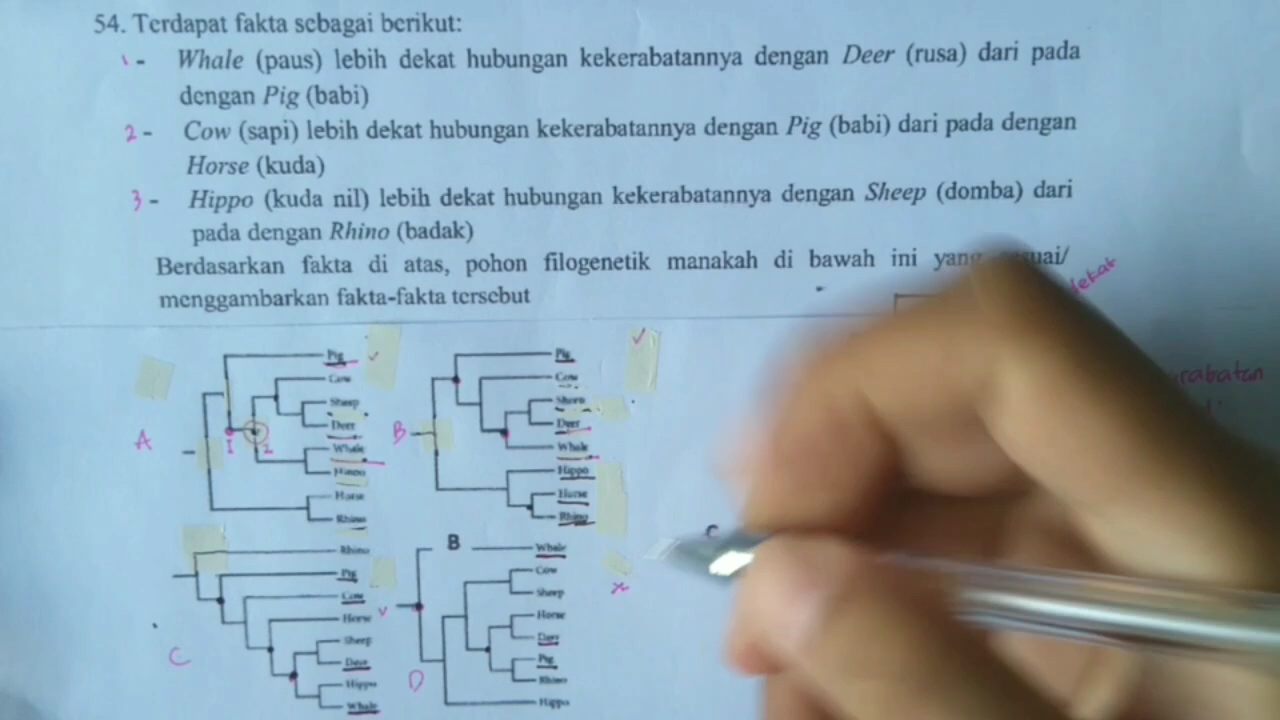 54. Terdapat fakta sebagai berikut:
1 - Whale (paus) lebih dekat hubungan kekerabatannya dengan Deer (rusa) dari pada
dengan Pig (babi)
2 - Cow (sapi) lebih dekat hubungan kekerabatannya dengan Pig (babi) dari pada dengan
Horse (kuda)
3 - Hippo (kuda nil) lebih dekat hubungan kekerabatannya dengan Sheep (domba) dari
pada dengan Rhino (badak)
Berdasarkan fakta di atas, pohon filogenetik manakah di bawah ini yang
menggambarkan fakta-fakta tersebut
dekat
rabatan
A
Pig
Cow
Sheep
Deer
Whale
Hippo
Horse
Rhino
1
2
B
Pig
Cow
Sheep
Deer
Whale
Hippo
Horse
Rhino
C
Rhino
Pig
Cow
Horse
Sheep
Deer
Hippo
Whale
B
D
Whale
Cow
Sheep
Horse
Deer
Pig
Rhino
Hippo